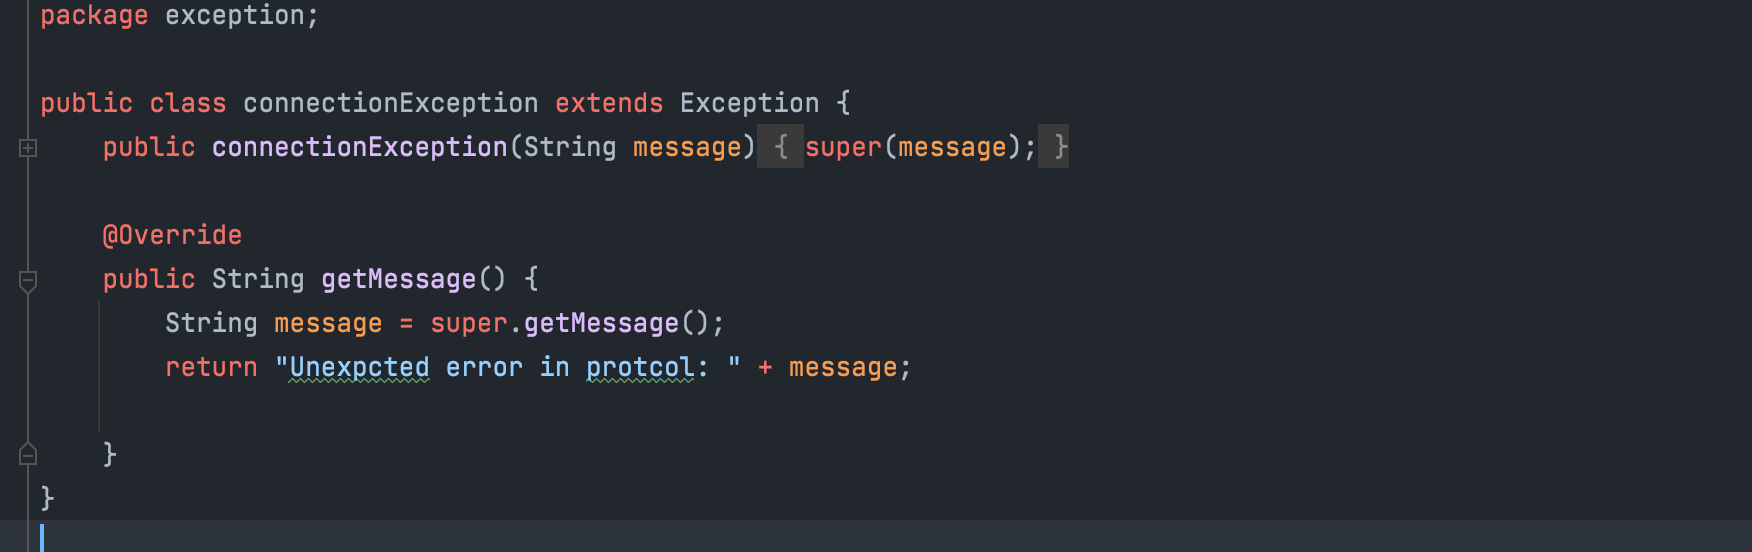 package exception;
public class connectionException extends Exception {
public connectionException(String message) { super(message); }
@Override
public String getMessage() {
String message = super.getMessage();
return "Unexpcted error in protcol: " + message;
}
}